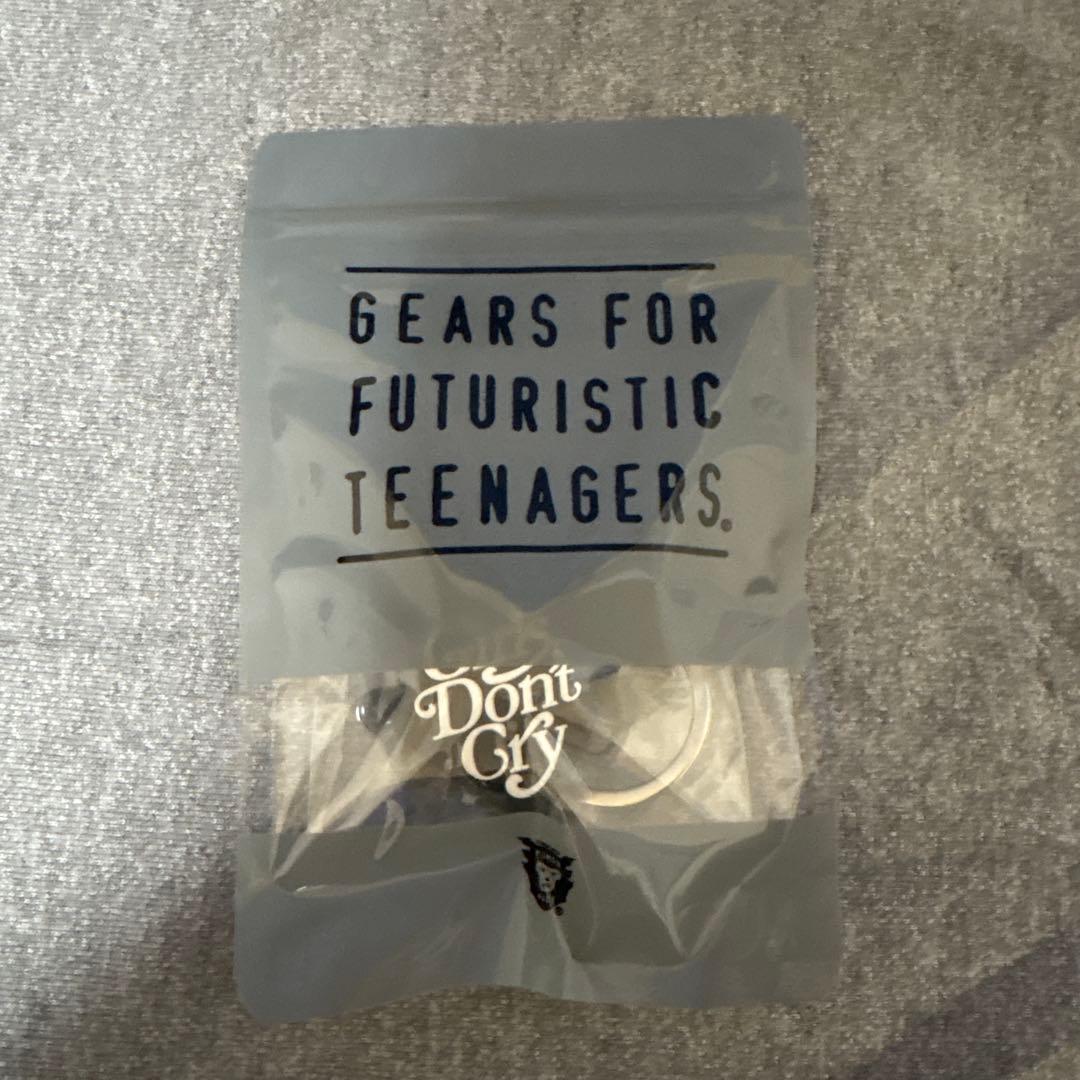 GEARS FOR
FUTURISTIC
TEENAGERS.
Don't
Cry